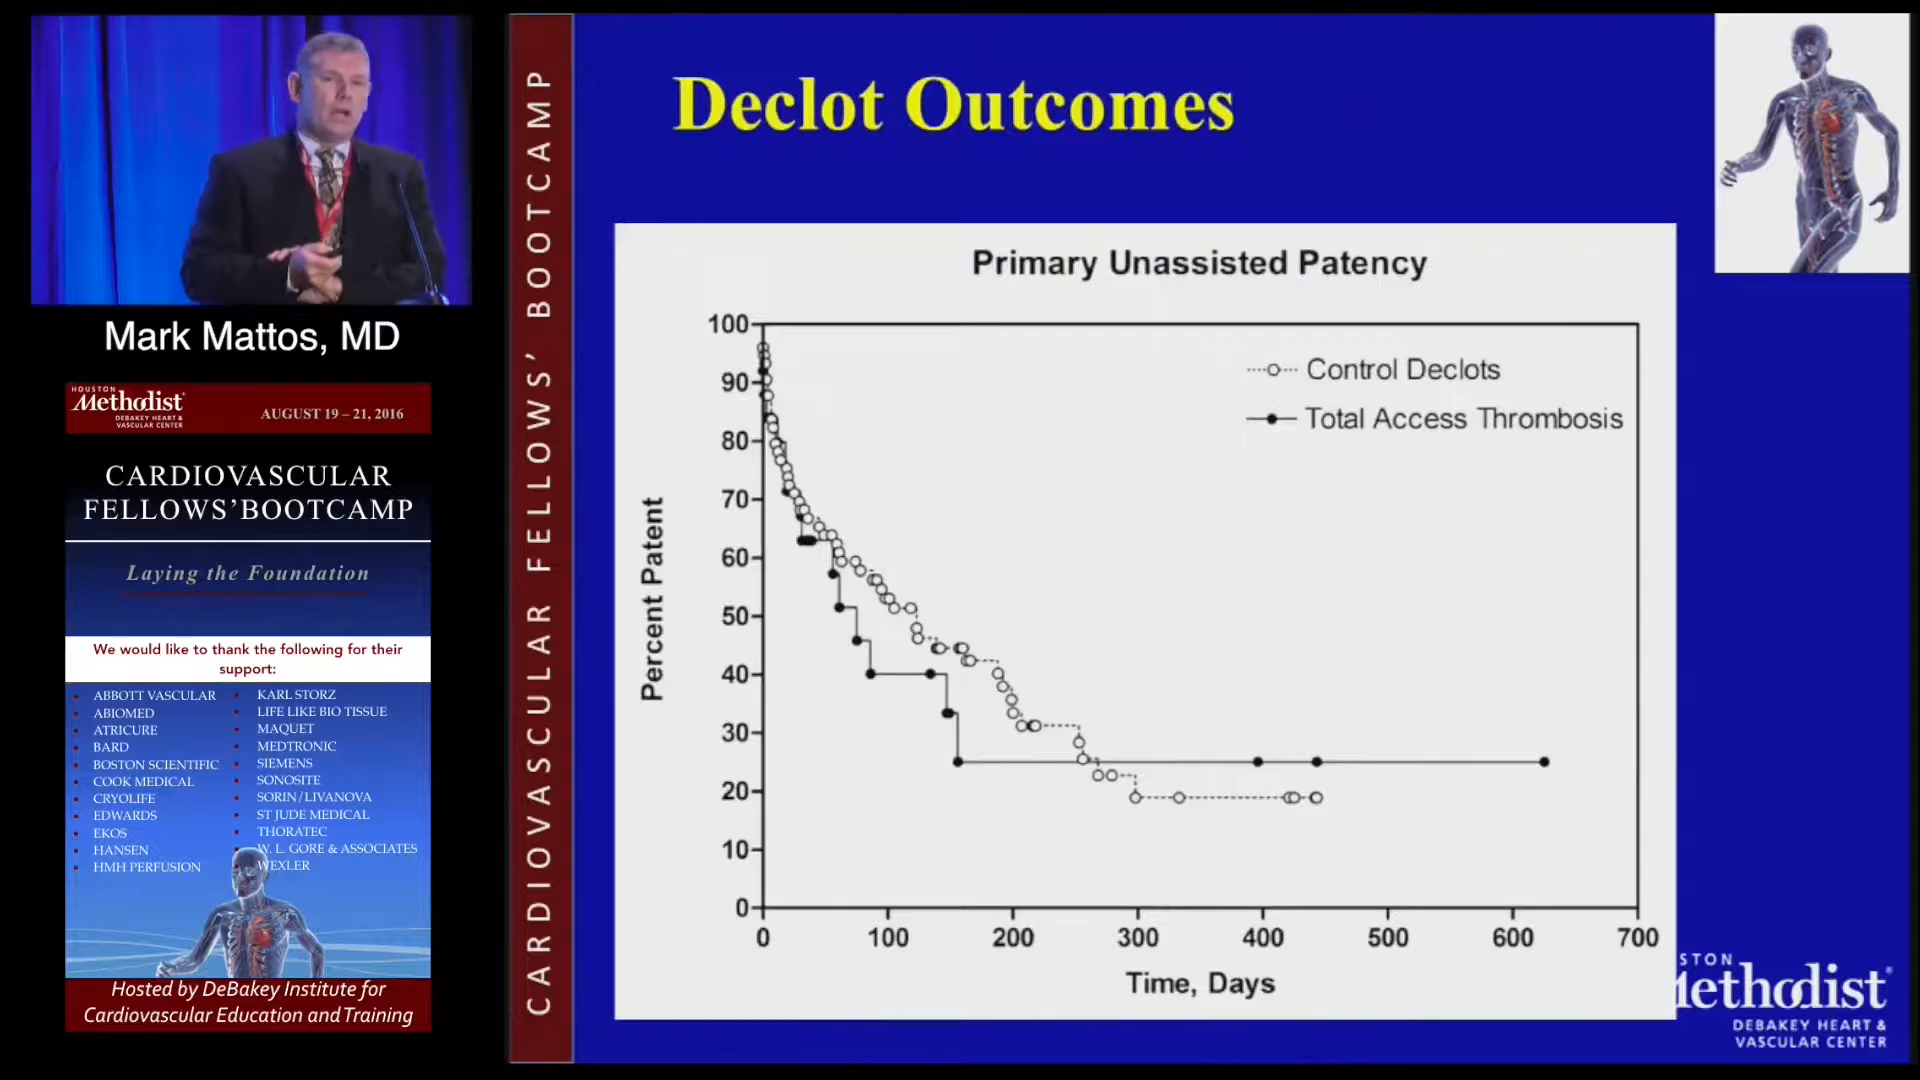 Mark Mattos, MD
HOUSTON
Methodist
DEBAKEY HEART &
VASCULAR CENTER
AUGUST 19 – 21, 2016
CARDIOVASCULAR
FELLOWS'BOOTCAMP
Laying the Foundation
We would like to thank the following for their
support:
ABBOTT VASCULAR
ABIOMED
ATRICURE
BARD
BOSTON SCIENTIFIC
COOK MEDICAL
CRYOLIFE
EDWARDS
EKOS
HANSEN
HMH PERFUSION
KARL STORZ
LIFE LIKE BIO TISSUE
MAQUET
MEDTRONIC
SIEMENS
SONOSITE
SORIN/LIVANOVA
ST JUDE MEDICAL
THORATEC
W. L. GORE & ASSOCIATES
WEXLER
Hosted by DeBakey Institute for
Cardiovascular Education and Training
CARDIOVASCULAR FELLOWS' BOOTCAMP
Declot Outcomes
Primary Unassisted Patency
Control Declots
Total Access Thrombosis
Percent Patent
100
90
80
70
60
50
40
30
20
10
0
0 100 200 300 400 500 600 700
Time, Days
STON
ethodist
DEBAKEY HEART &
VASCULAR CENTER